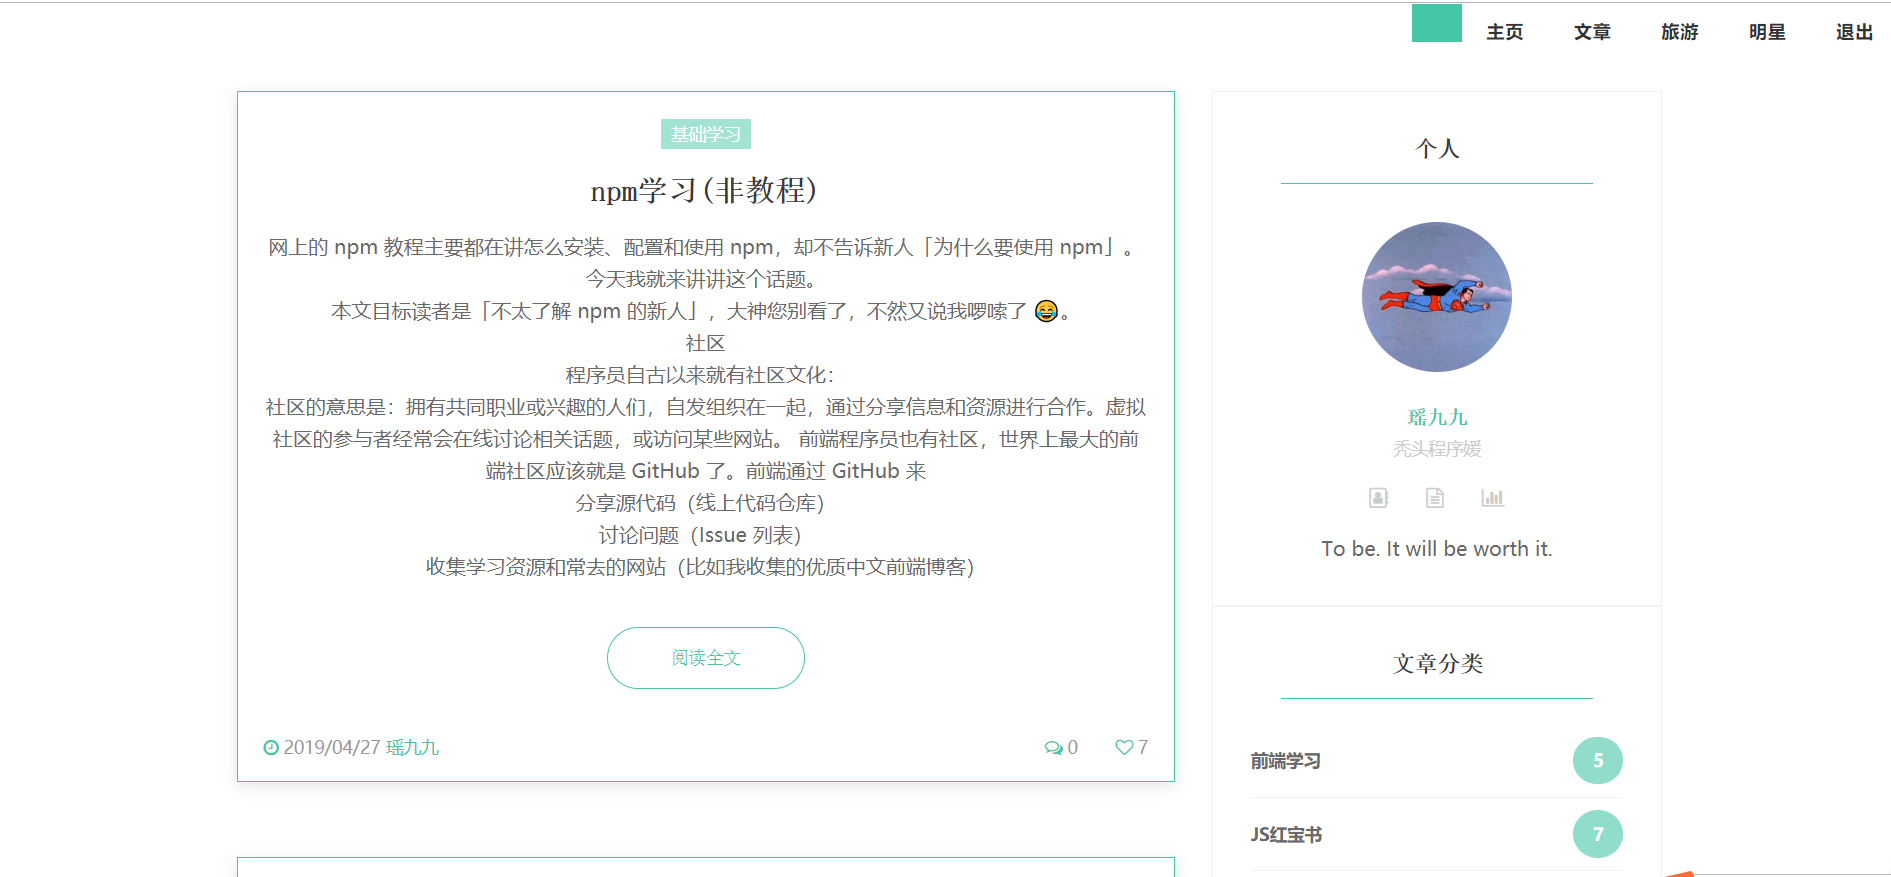 主页 文章 旅游 明星 退出
基础学习
npm学习(非教程)
网上的 npm 教程主要都在讲怎么安装、配置和使用 npm，却不告诉新人「为什么要使用 npm」。
今天我就来讲讲这个话题。
本文目标读者是「不太了解 npm 的新人」，大神您别看了，不然又说我啰嗦了 😂。
社区
程序员自古以来就有社区文化：
社区的意思是：拥有共同职业或兴趣的人们，自发组织在一起，通过分享信息和资源进行合作。虚拟
社区的参与者经常会在线讨论相关话题，或访问某些网站。 前端程序员也有社区，世界上最大的前
端社区应该就是 GitHub 了。前端通过 GitHub 来
分享源代码（线上代码仓库）
讨论问题（Issue 列表）
收集学习资源和常去的网站（比如我收集的优质中文前端博客）
阅读全文
2019/04/27 瑶九九 0 7
个人
瑶九九
秃头程序媛
To be. It will be worth it.
文章分类
前端学习 5
JS红宝书 7